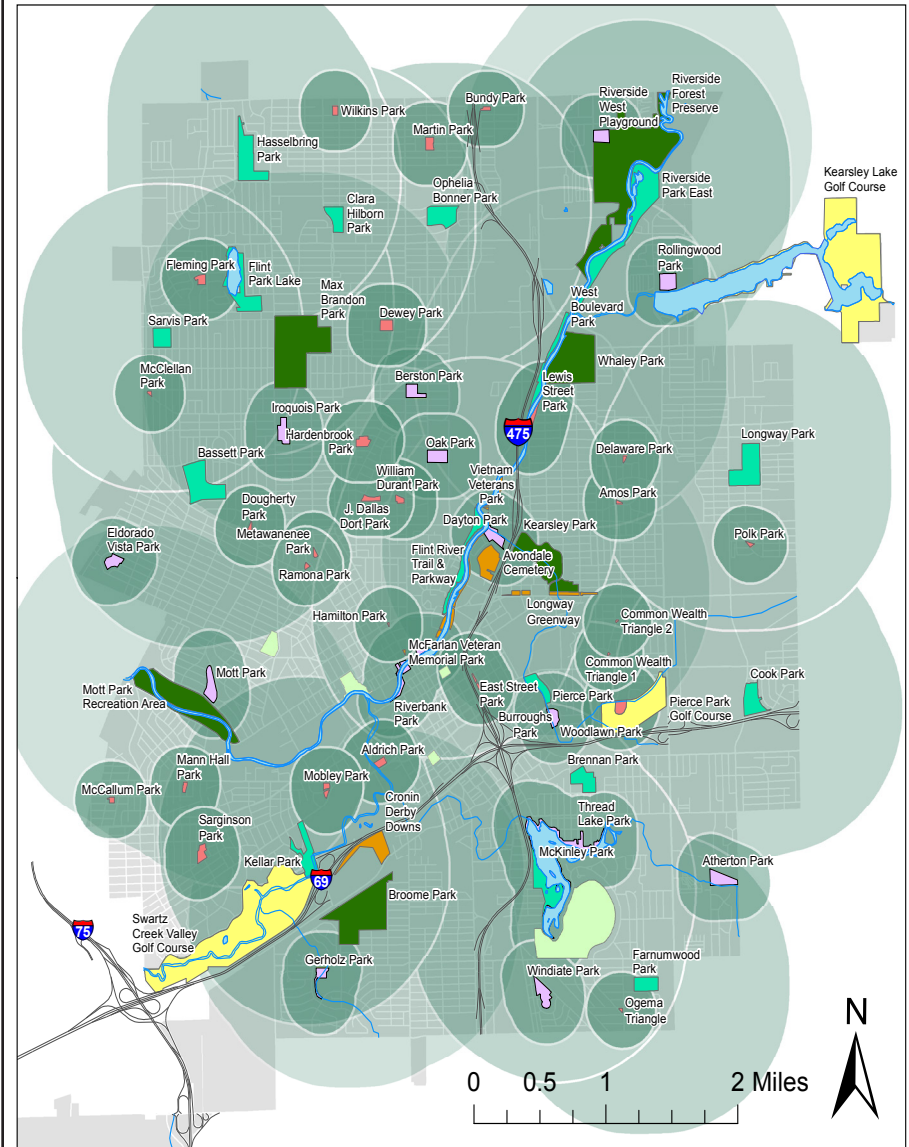 Riverside
Forest
Preserve
Riverside
West
Playground
Bundy Park
Wilkins Park
Martin Park
Hasselbring
Park
Riverside
Park East
Kearsley Lake
Golf Course
Ophelia
Bonner Park
Clara
Hilborn
Park
Rollingwood
Park
Fleming Park
Flint
Park Lake
Max
Brandon
Park
West
Boulevard
Park
Dewey Park
Sarvis Park
Whaley Park
McClellan
Park
Berston Park
Lewis
Street
Park
Iroquois Park
475
Hardenbrook
Park
Oak Park
Longway Park
Delaware Park
Bassett Park
William
Durant Park
Vietnam
Veterans
Park
Amos Park
Dougherty
Park
J. Dallas
Dort Park
Dayton Park
Kearsley Park
Metawanenee
Park
Eldorado
Vista Park
Polk Park
Flint River
Trail &
Parkway
Avondale
Cemetery
Ramona Park
Longway
Greenway
Hamilton Park
Common Wealth
Triangle 2
McFarlan Veteran
Memorial Park
Common Wealth
Triangle 1
Mott Park
Cook Park
East Street
Park
Pierce Park
Mott Park
Recreation Area
Riverbank
Park
Pierce Park
Golf Course
Burroughs
Park
Woodlawn Park
Aldrich Park
Mann Hall
Park
Brennan Park
Mobley Park
McCallum Park
Cronin
Derby
Downs
Thread
Lake Park
Sarginson
Park
McKinley Park
Kellar Park
Atherton Park
69
Broome Park
Swartz
Creek Valley
Golf Course
75
Gerholz Park
Windiate Park
Farnumwood
Park
Ogema
Triangle
N
0 0.5 1 2 Miles